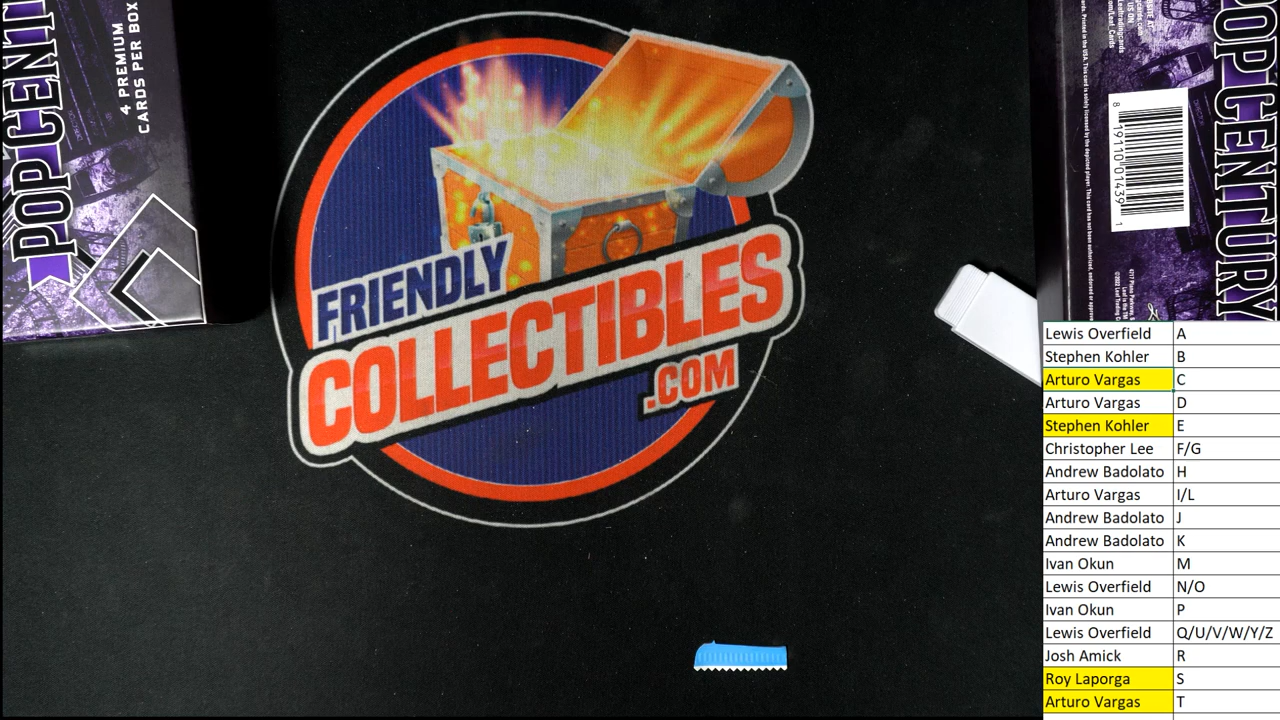 POP CENT
4 PREMIUM
CARDS PER BOX
FRIENDLY
COLLECTIBLES
.COM
8 19110 01439 1
POP CENTURY
Lewis Overfield A
Stephen Kohler B
Arturo Vargas C
Arturo Vargas D
Stephen Kohler E
Christopher Lee F/G
Andrew Badolato H
Arturo Vargas I/L
Andrew Badolato J
Andrew Badolato K
Ivan Okun M
Lewis Overfield N/O
Ivan Okun P
Lewis Overfield Q/U/V/W/Y/Z
Josh Amick R
Roy Laporga S
Arturo Vargas T